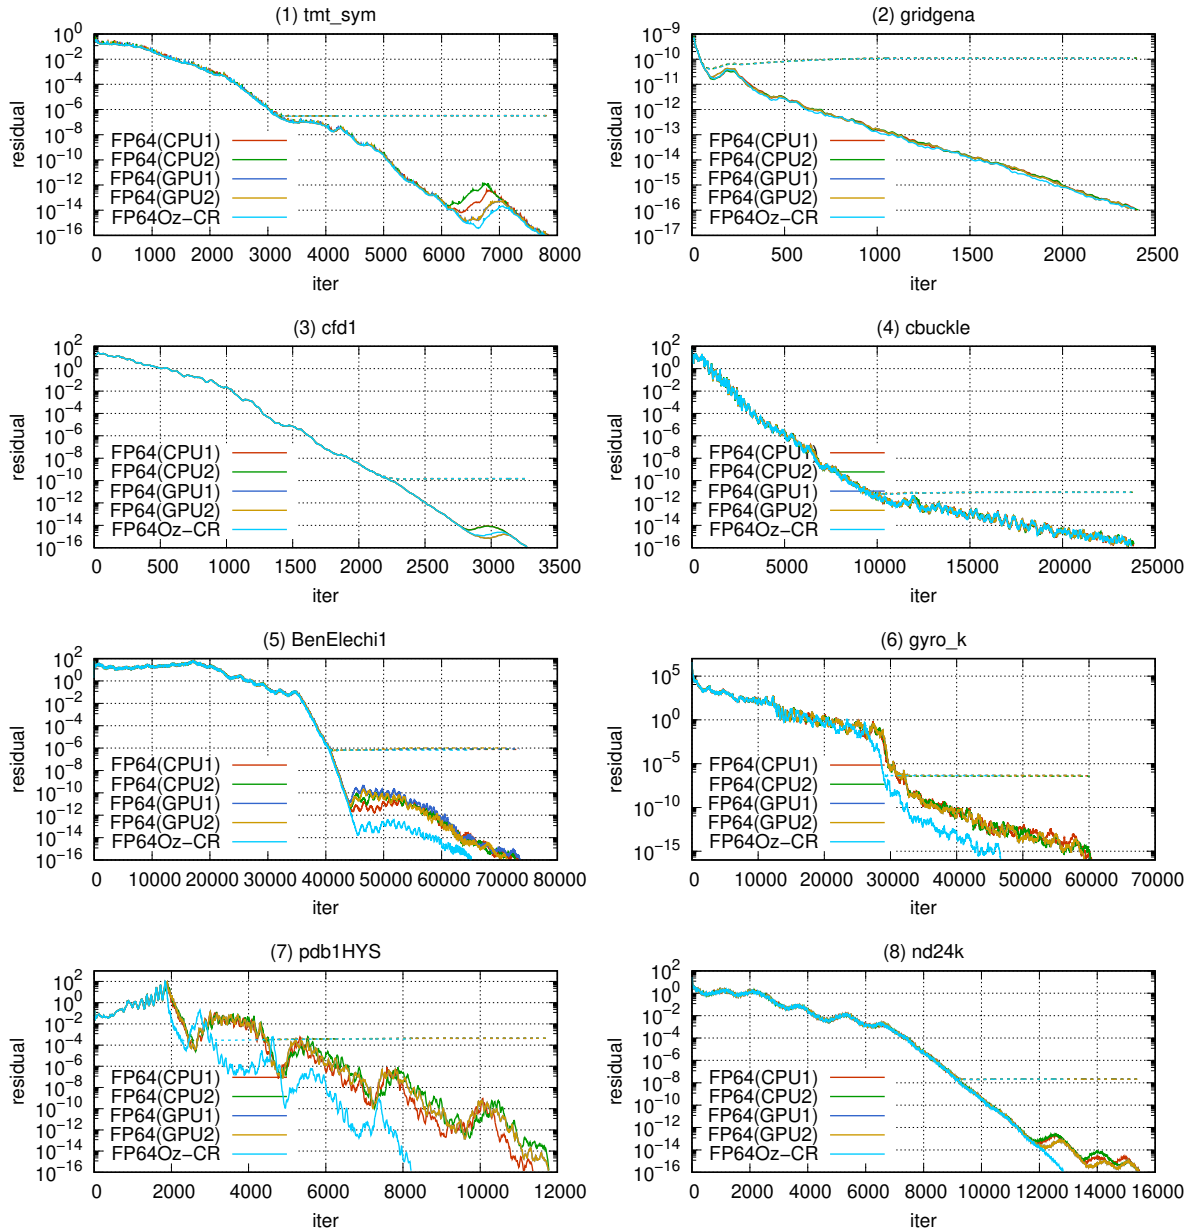 (1) tmt_sym
residual
10^0
10^-2
10^-4
10^-6
10^-8
10^-10
10^-12
10^-14
10^-16
FP64(CPU1)
FP64(CPU2)
FP64(GPU1)
FP64(GPU2)
FP64Oz-CR
0 1000 2000 3000 4000 5000 6000 7000 8000
iter
(2) gridgena
residual
10^-9
10^-10
10^-11
10^-12
10^-13
10^-14
10^-15
10^-16
10^-17
FP64(CPU1)
FP64(CPU2)
FP64(GPU1)
FP64(GPU2)
FP64Oz-CR
0 500 1000 1500 2000 2500
iter
(3) cfd1
residual
10^2
10^0
10^-2
10^-4
10^-6
10^-8
10^-10
10^-12
10^-14
10^-16
FP64(CPU1)
FP64(CPU2)
FP64(GPU1)
FP64(GPU2)
FP64Oz-CR
0 500 1000 1500 2000 2500 3000 3500
iter
(4) cbuckle
residual
10^2
10^0
10^-2
10^-4
10^-6
10^-8
10^-10
10^-12
10^-14
10^-16
FP64(CPU1)
FP64(CPU2)
FP64(GPU1)
FP64(GPU2)
FP64Oz-CR
0 5000 10000 15000 20000 25000
iter
(5) BenElechi1
residual
10^2
10^0
10^-2
10^-4
10^-6
10^-8
10^-10
10^-12
10^-14
10^-16
FP64(CPU1)
FP64(CPU2)
FP64(GPU1)
FP64(GPU2)
FP64Oz-CR
0 10000 20000 30000 40000 50000 60000 70000 80000
iter
(6) gyro_k
residual
10^5
10^0
10^-5
10^-10
10^-15
FP64(CPU1)
FP64(CPU2)
FP64(GPU1)
FP64(GPU2)
FP64Oz-CR
0 10000 20000 30000 40000 50000 60000 70000
iter
(7) pdb1HYS
residual
10^2
10^0
10^-2
10^-4
10^-6
10^-8
10^-10
10^-12
10^-14
10^-16
FP64(CPU1)
FP64(CPU2)
FP64(GPU1)
FP64(GPU2)
FP64Oz-CR
0 2000 4000 6000 8000 10000 12000
iter
(8) nd24k
residual
10^2
10^0
10^-2
10^-4
10^-6
10^-8
10^-10
10^-12
10^-14
10^-16
FP64(CPU1)
FP64(CPU2)
FP64(GPU1)
FP64(GPU2)
FP64Oz-CR
0 2000 4000 6000 8000 10000 12000 14000 16000
iter